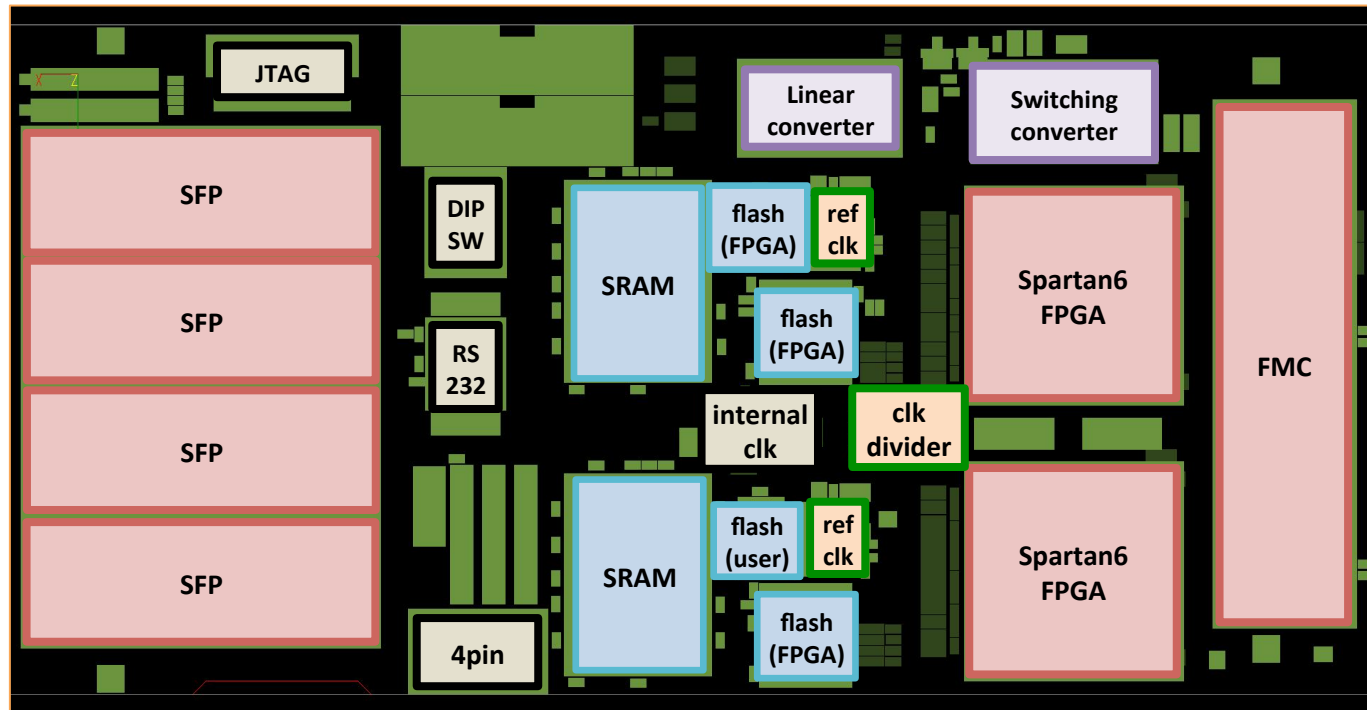 JTAG
X Z
Linear
converter
Switching
converter
SFP
DIP
SW
flash
(FPGA)
ref
clk
SRAM
Spartan6
FPGA
SFP
flash
(FPGA)
RS
232
FMC
internal
clk
clk
divider
SFP
flash
(user)
ref
clk
SRAM
Spartan6
FPGA
SFP
flash
(FPGA)
4pin